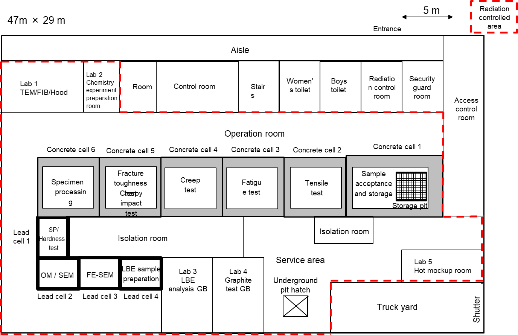 47m × 29 m
5 m
Radiation
controlled
area
Entrance
Aisle
Lab 1
TEM/FIB/Hood
Lab 2
Chemistry
experiment
preparation
room
Room
Control room
Stair
s
Women'
s toilet
Boys
toilet
Radiatio
n control
room
Security
guard room
Access
control
room
Operation room
Concrete cell 6
Concrete cell 5
Concrete cell 4
Concrete cell 3
Concrete cell 2
Concrete cell 1
Specimen
processin
g
Fracture
toughness
Charpy
impact
test
Creep
test
Fatigu
e test
Tensile
test
Sample
acceptance
and storage
Storage pit
Lead
cell 1
SP/
Hardness
test
Isolation room
Isolation room
Service area
OM / SEM
FE-SEM
LBE sample
preparation
Lead cell 2
Lead cell 3
Lead cell 4
Lab 3
LBE
analysis GB
Lab 4
Graphite
test GB
Underground
pit hatch
Lab 5
Hot mockup room
Truck yard
Shutter